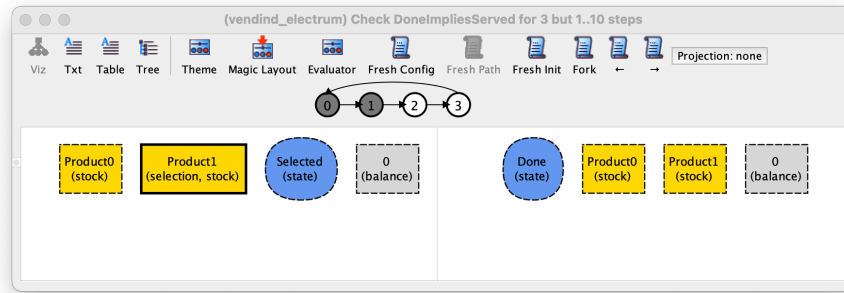 (vendind_electrum) Check DoneImpliesServed for 3 but 1..10 steps
Viz Txt Table Tree Theme Magic Layout Evaluator Fresh Config Fresh Path Fresh Init Fork ← → Projection: none
0 1 2 3
Product0 Product1 Selected 0 Done Product0 Product1 0
(stock) (selection, stock) (state) (balance) (state) (stock) (stock) (balance)